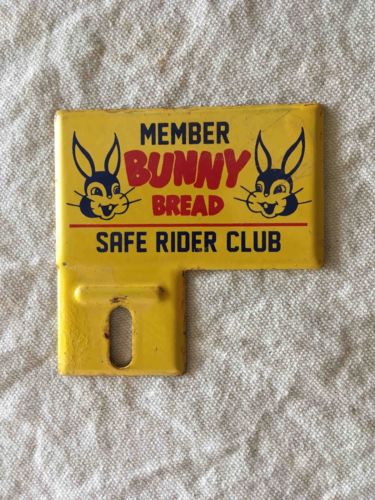 MEMBER
BUNNY
BREAD
SAFE RIDER CLUB